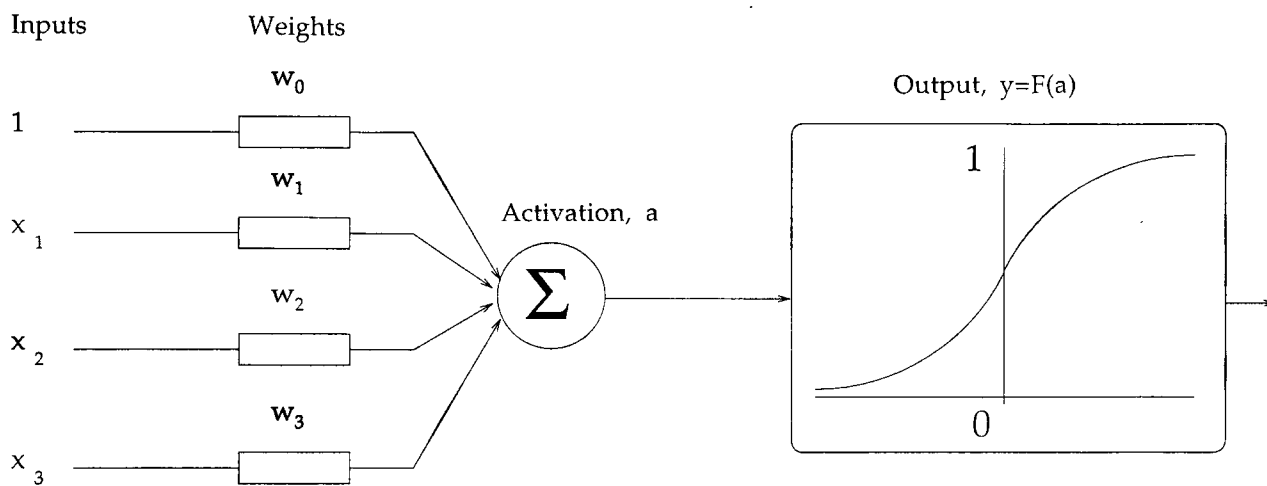 Inputs
Weights
w0
1
w1
x1
w2
x2
w3
x3
Activation, a
Σ
Output, y=F(a)
1
0